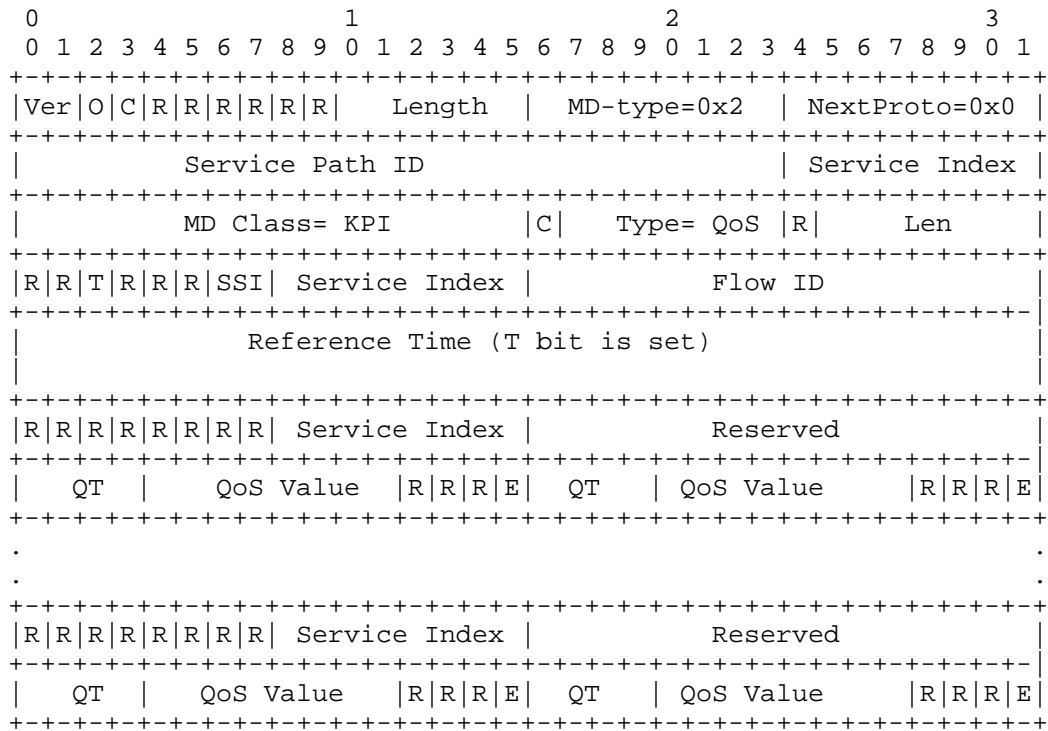 0                   1                   2                   3
 0 1 2 3 4 5 6 7 8 9 0 1 2 3 4 5 6 7 8 9 0 1 2 3 4 5 6 7 8 9 0 1
+-+-+-+-+-+-+-+-+-+-+-+-+-+-+-+-+-+-+-+-+-+-+-+-+-+-+-+-+-+-+-+-+
|Ver|O|C|R|R|R|R|R|R|   Length  |  MD-type=0x2  | NextProto=0x0 |
+-+-+-+-+-+-+-+-+-+-+-+-+-+-+-+-+-+-+-+-+-+-+-+-+-+-+-+-+-+-+-+-+
|          Service Path ID                      | Service Index |
+-+-+-+-+-+-+-+-+-+-+-+-+-+-+-+-+-+-+-+-+-+-+-+-+-+-+-+-+-+-+-+-+
|          MD Class= KPI        |C|   Type= QoS |R|     Len      |
+-+-+-+-+-+-+-+-+-+-+-+-+-+-+-+-+-+-+-+-+-+-+-+-+-+-+-+-+-+-+-+-+
|R|R|T|R|R|R|SSI| Service Index |           Flow ID             |
+-+-+-+-+-+-+-+-+-+-+-+-+-+-+-+-+-+-+-+-+-+-+-+-+-+-+-+-+-+-+-+-|
|              Reference Time (T bit is set)                    |
|                                                               |
+-+-+-+-+-+-+-+-+-+-+-+-+-+-+-+-+-+-+-+-+-+-+-+-+-+-+-+-+-+-+-+-+
|R|R|R|R|R|R|R|R| Service Index |           Reserved            |
+-+-+-+-+-+-+-+-+-+-+-+-+-+-+-+-+-+-+-+-+-+-+-+-+-+-+-+-+-+-+-+-|
|   QT  |    QoS Value  |R|R|R|E|  QT   | QoS Value     |R|R|R|E|
+-+-+-+-+-+-+-+-+-+-+-+-+-+-+-+-+-+-+-+-+-+-+-+-+-+-+-+-+-+-+-+-+
.                                                               .
.                                                               .
+-+-+-+-+-+-+-+-+-+-+-+-+-+-+-+-+-+-+-+-+-+-+-+-+-+-+-+-+-+-+-+-+
|R|R|R|R|R|R|R|R| Service Index |           Reserved            |
+-+-+-+-+-+-+-+-+-+-+-+-+-+-+-+-+-+-+-+-+-+-+-+-+-+-+-+-+-+-+-+-|
|   QT  |   QoS Value   |R|R|R|E|  QT   | QoS Value     |R|R|R|E|
+-+-+-+-+-+-+-+-+-+-+-+-+-+-+-+-+-+-+-+-+-+-+-+-+-+-+-+-+-+-+-+-+